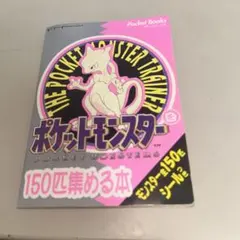 Pocket Books
THE POCKET MONSTER TRAINER
ポケットモンスター
POCKET MONSTERS
150匹集める本
モンスター全150匹
シールつき